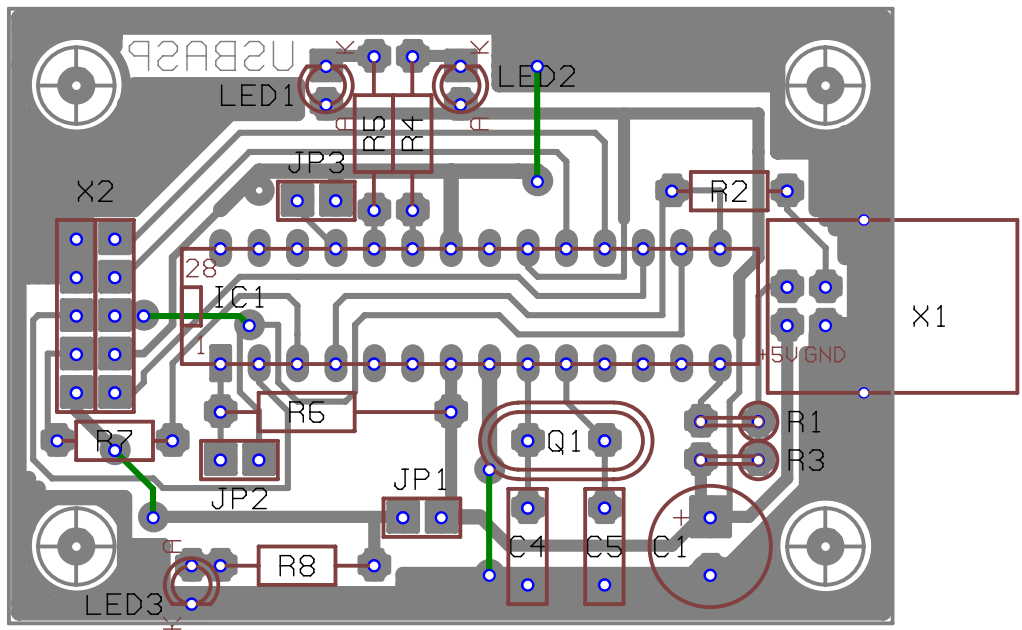 USBASP
K
K
LED1
LED2
A
R5
R4
A
JP3
X2
R2
28
IC1
X1
1
+5V GND
R6
R1
R7
Q1
R3
JP2
JP1
+
A
C4
C5
C1
R8
LED3
K